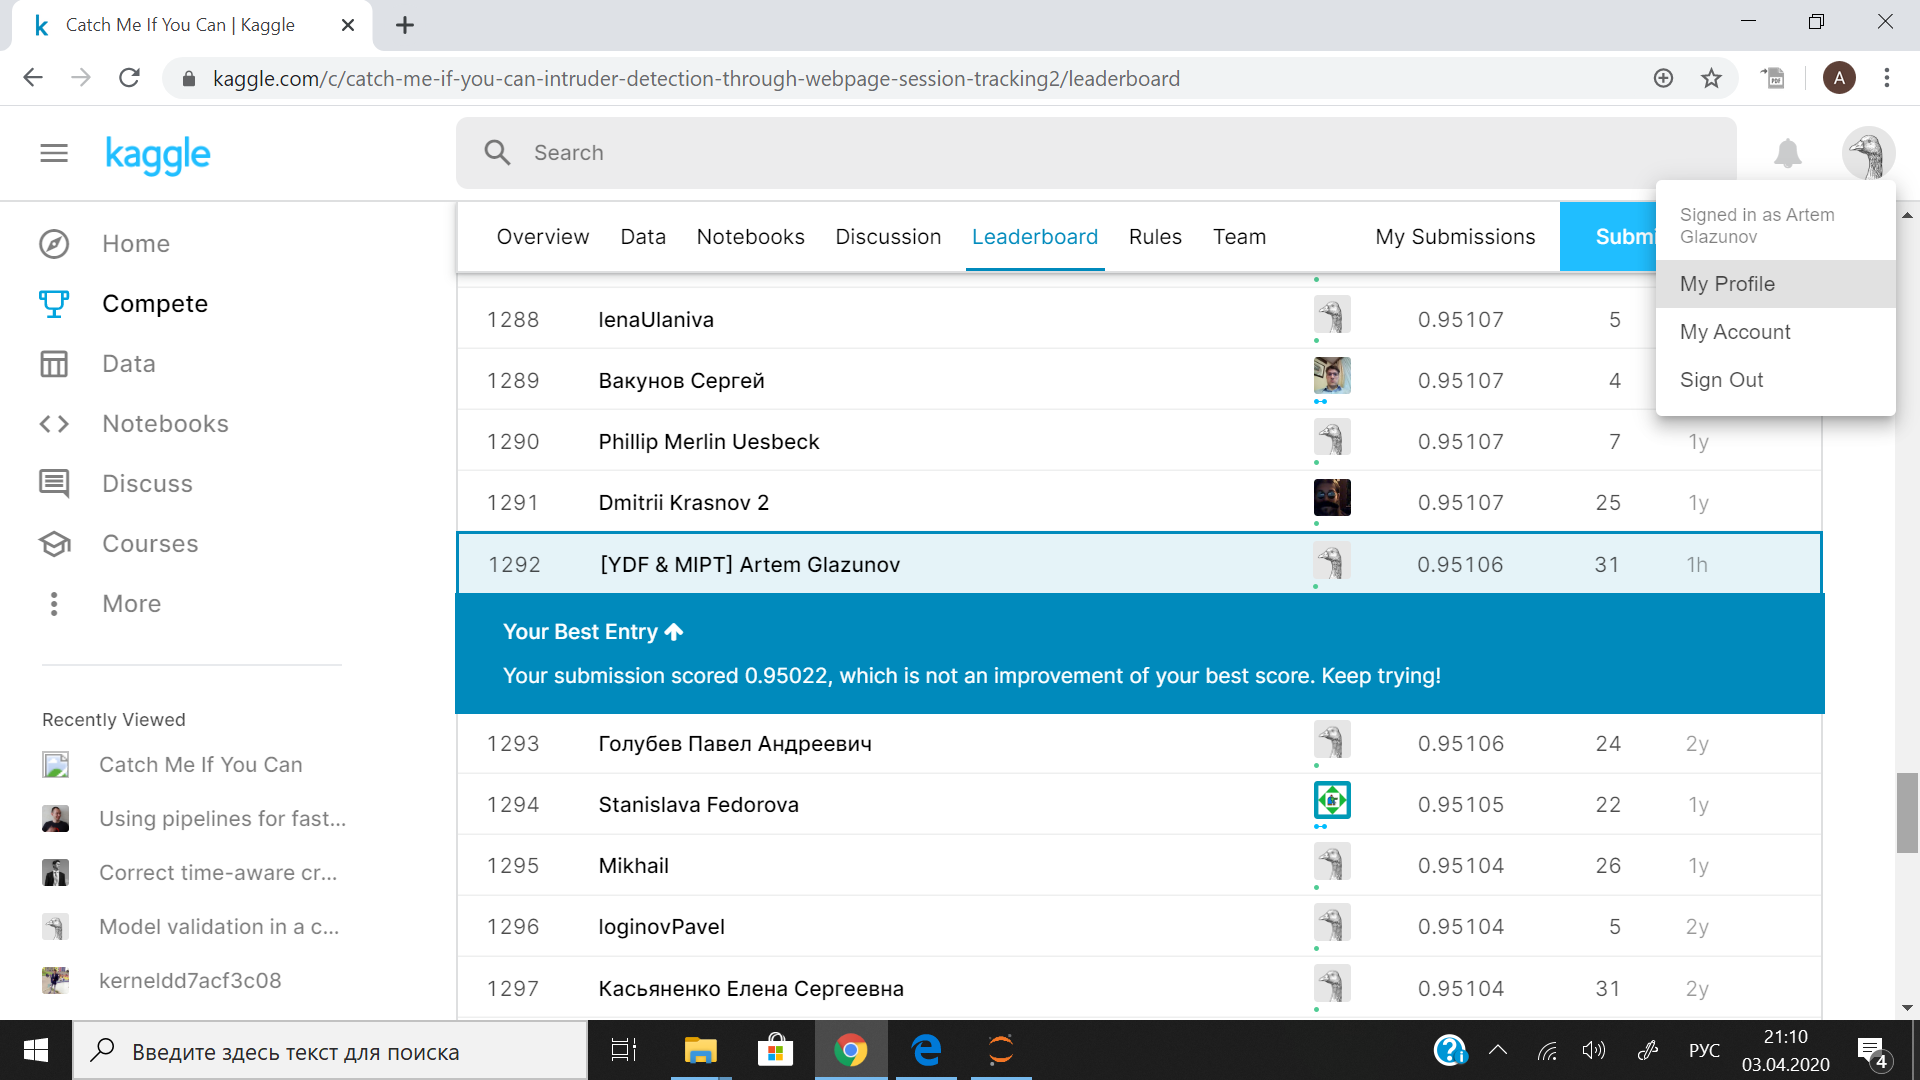 Catch Me If You Can | Kaggle
kaggle.com/c/catch-me-if-you-can-intruder-detection-through-webpage-session-tracking2/leaderboard
PDF
A
kaggle
Search
Signed in as Artem
Glazunov
My Profile
My Account
Sign Out
Home
Compete
Data
Notebooks
Discuss
Courses
More
Recently Viewed
Catch Me If You Can
Using pipelines for fast...
Correct time-aware cr...
Model validation in a c...
kerneldd7acf3c08
Overview Data Notebooks Discussion Leaderboard Rules Team My Submissions Submi
1288 lenaUlaniva 0.95107 5
1289 Вакунов Сергей 0.95107 4
1290 Phillip Merlin Uesbeck 0.95107 7 1y
1291 Dmitrii Krasnov 2 0.95107 25 1y
1292 [YDF & MIPT] Artem Glazunov 0.95106 31 1h
Your Best Entry
Your submission scored 0.95022, which is not an improvement of your best score. Keep trying!
1293 Голубев Павел Андреевич 0.95106 24 2y
1294 Stanislava Fedorova 0.95105 22 1y
1295 Mikhail 0.95104 26 1y
1296 loginovPavel 0.95104 5 2y
1297 Касьяненко Елена Сергеевна 0.95104 31 2y
Введите здесь текст для поиска
РУС
21:10
03.04.2020
4